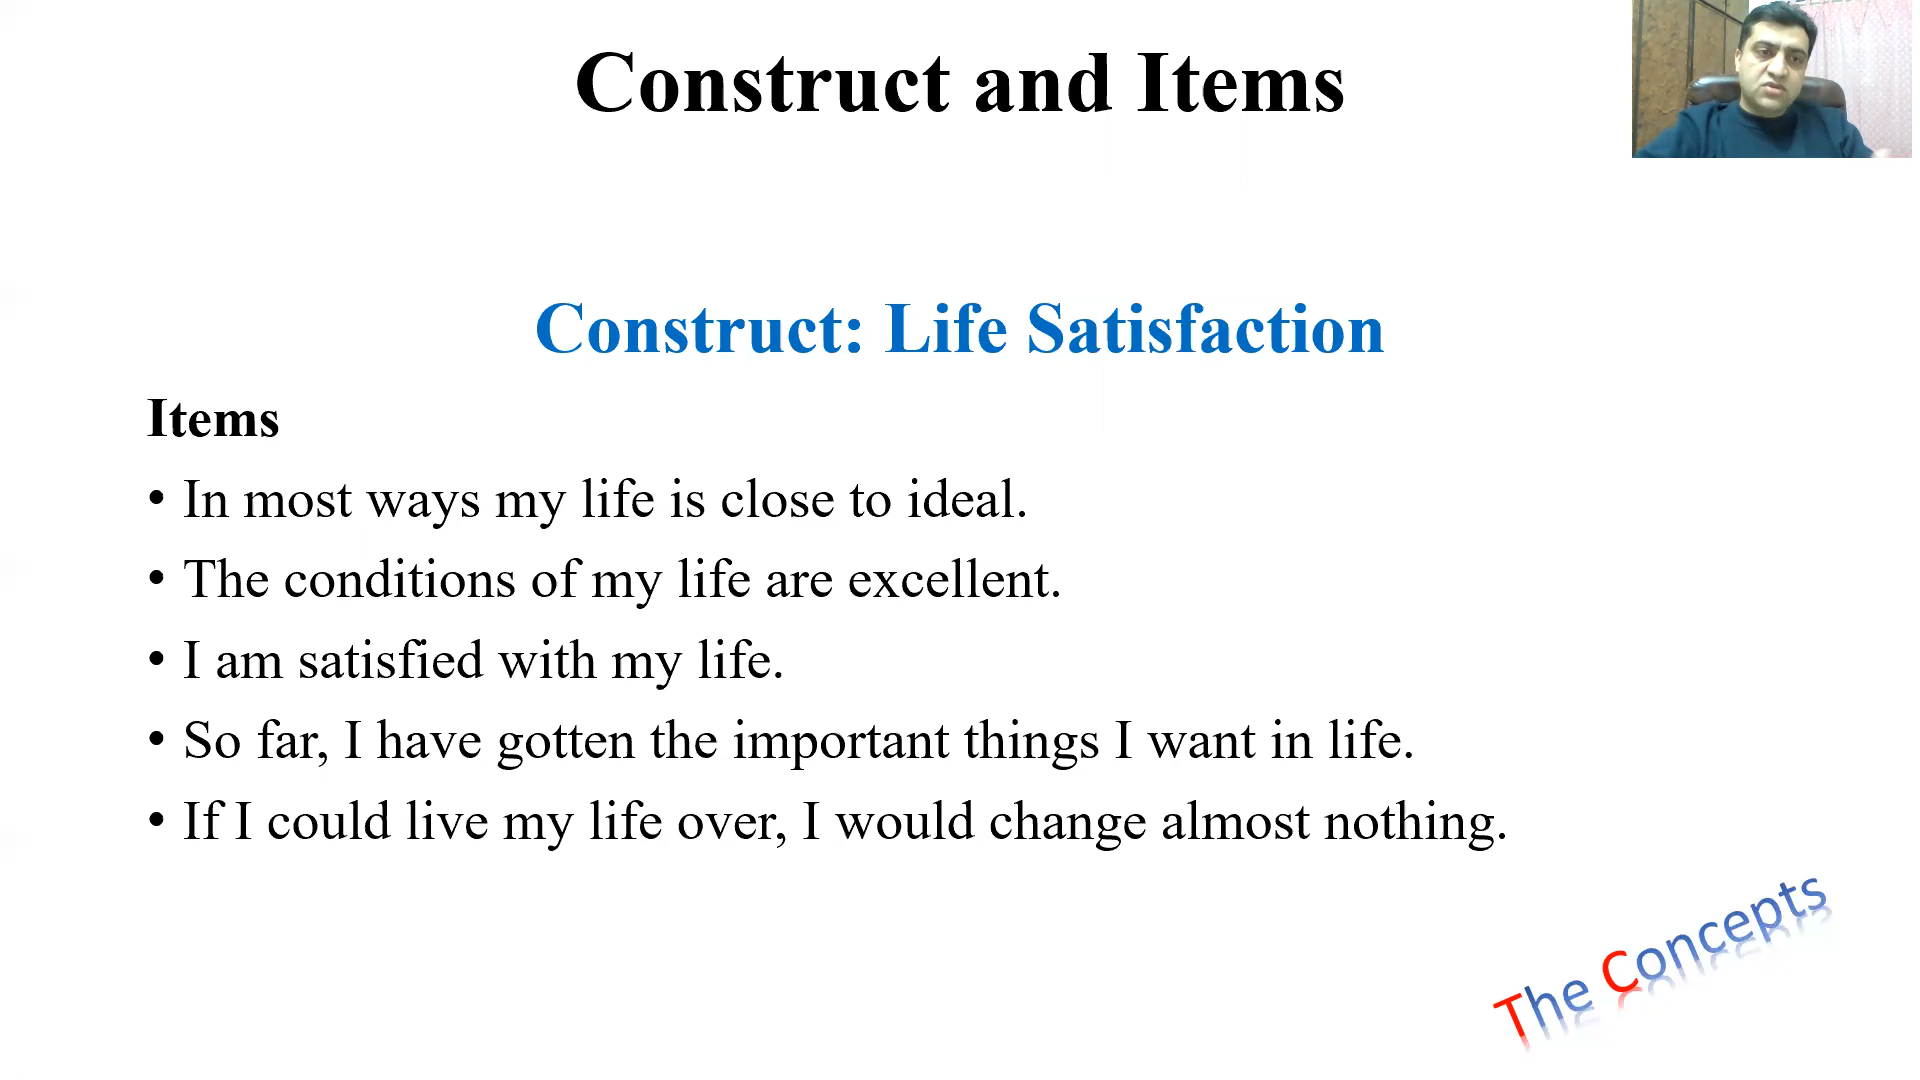 Construct and Items
Construct: Life Satisfaction
Items
• In most ways my life is close to ideal.
• The conditions of my life are excellent.
• I am satisfied with my life.
• So far, I have gotten the important things I want in life.
• If I could live my life over, I would change almost nothing.
The Concepts